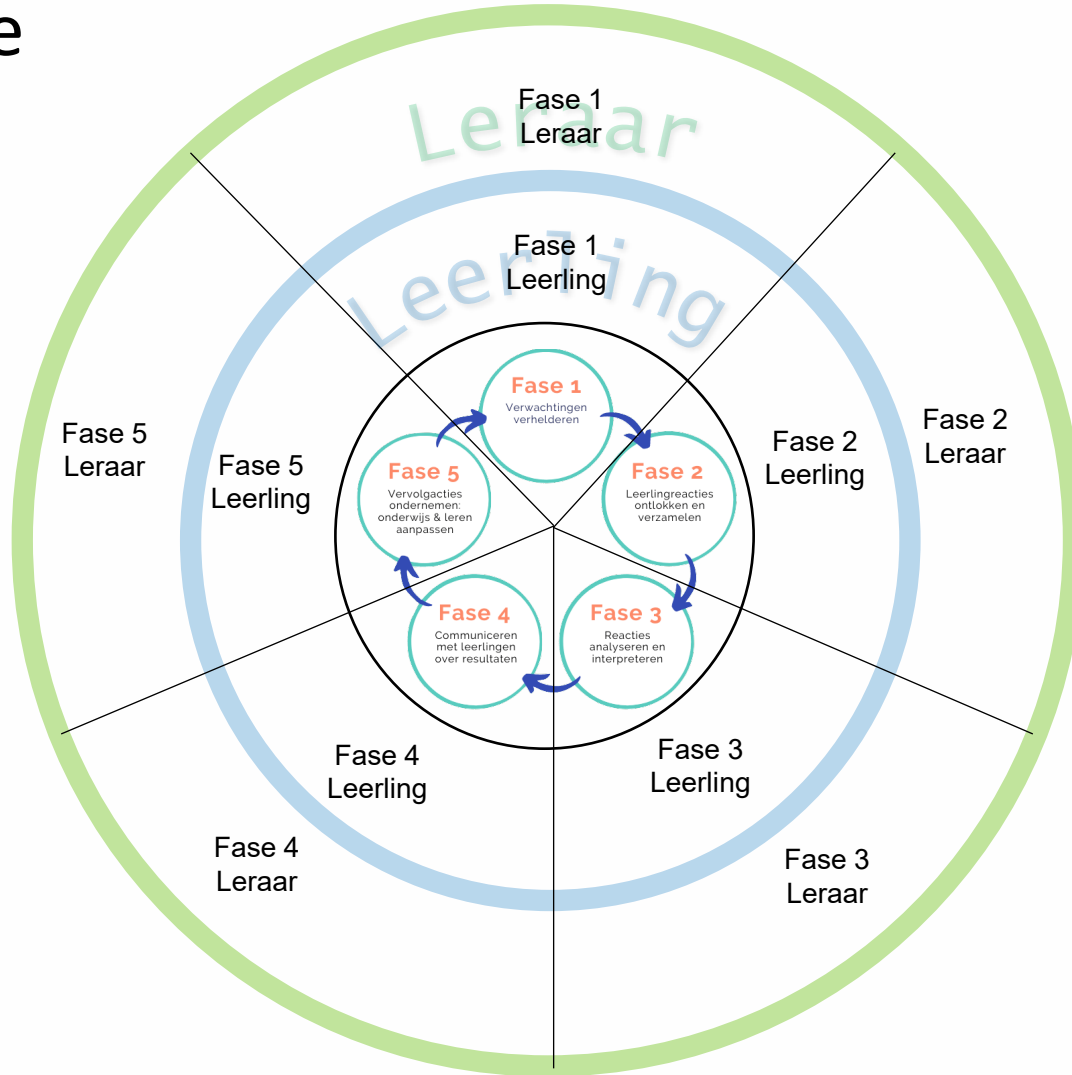 e
Fase 1
Leraar
Leraar
Fase 1
Leerling
Leerling
Fase 1
Verwachtingen
verhelderen
Fase 2
Leerlingreacties
ontlokken en
verzamelen
Fase 3
Reacties
analyseren en
interpreteren
Fase 4
Communiceren
met leerlingen
over resultaten
Fase 5
Vervolgacties
ondernemen:
onderwijs & leren
aanpassen
Fase 2
Leerling
Fase 2
Leraar
Fase 3
Leerling
Fase 3
Leraar
Fase 4
Leerling
Fase 4
Leraar
Fase 5
Leerling
Fase 5
Leraar